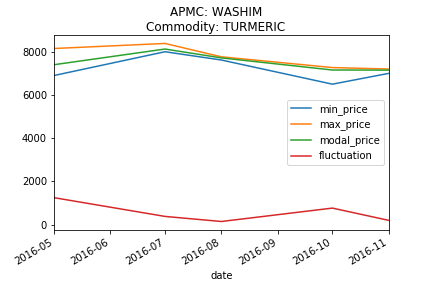 APMC: WASHIM
Commodity: TURMERIC
8000
6000
4000
2000
0
min_price
max_price
modal_price
fluctuation
2016-05
2016-06
2016-07
2016-08
2016-09
2016-10
2016-11
date